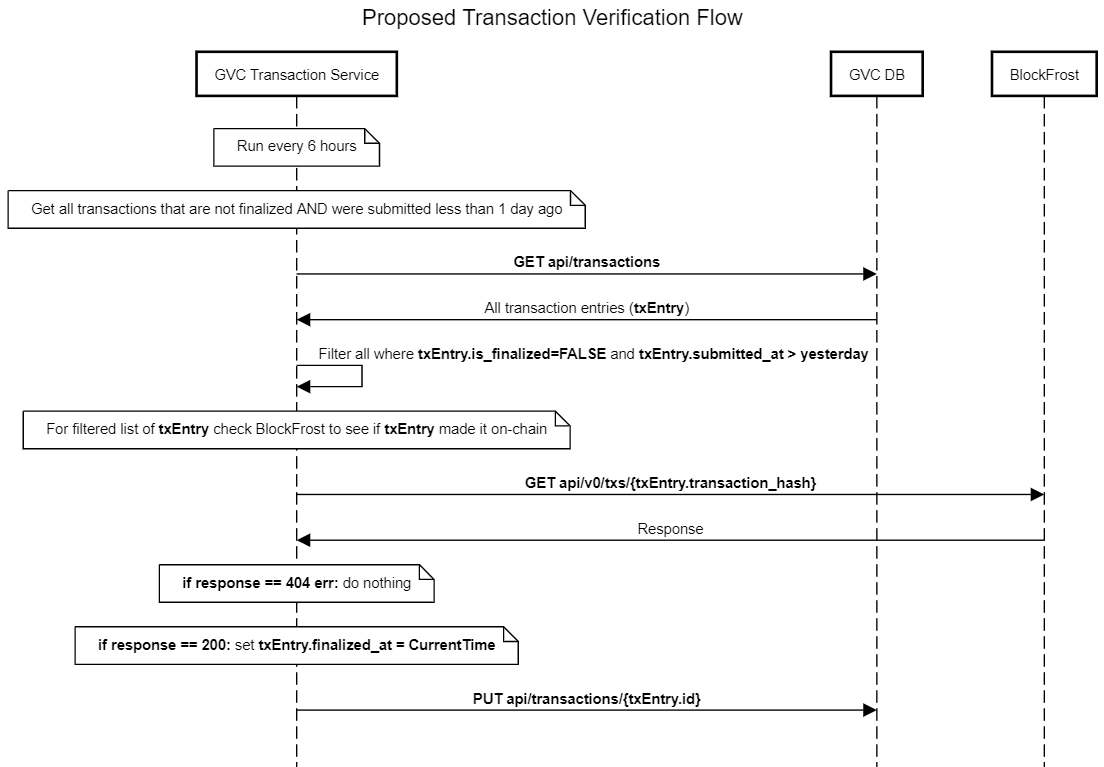 Proposed Transaction Verification Flow
GVC Transaction Service
GVC DB
BlockFrost
Run every 6 hours
Get all transactions that are not finalized AND were submitted less than 1 day ago
GET api/transactions
All transaction entries (txEntry)
Filter all where txEntry.is_finalized=FALSE and txEntry.submitted_at > yesterday
For filtered list of txEntry check BlockFrost to see if txEntry made it on-chain
GET api/v0/txs/{txEntry.transaction_hash}
Response
if response == 404 err: do nothing
if response == 200: set txEntry.finalized_at = CurrentTime
PUT api/transactions/{txEntry.id}